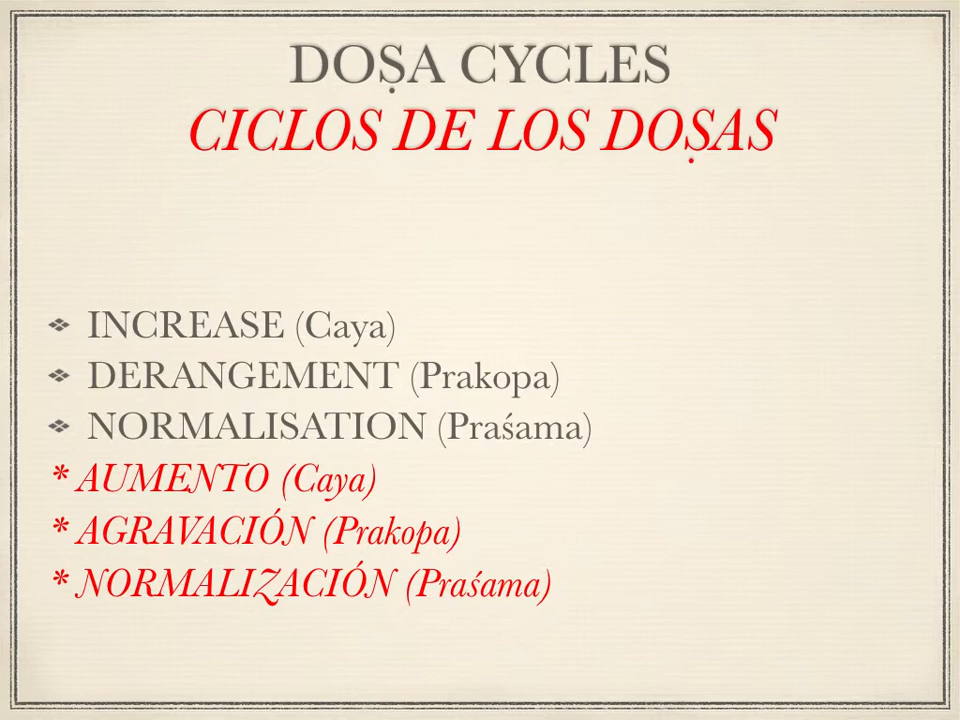 DOṢA CYCLES
CICLOS DE LOS DOṢAS
INCREASE (Caya)
DERANGEMENT (Prakopa)
NORMALISATION (Praśama)
* AUMENTO (Caya)
* AGRAVACIÓN (Prakopa)
* NORMALIZACIÓN (Praśama)